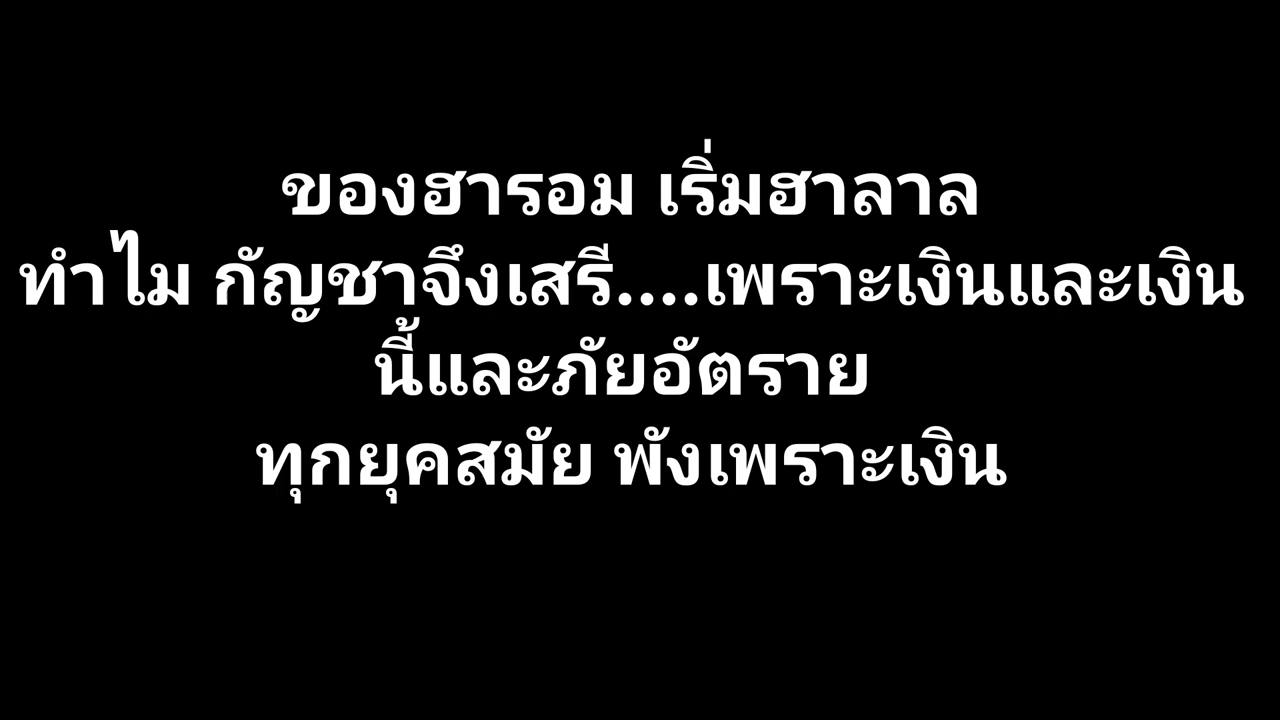 ของฮารอม เริ่มฮาลาล
ทำไม กัญชาจึงเสรี....เพราะเงินและเงิน
นี้และภัยอัตราย
ทุกยุคสมัย พังเพราะเงิน